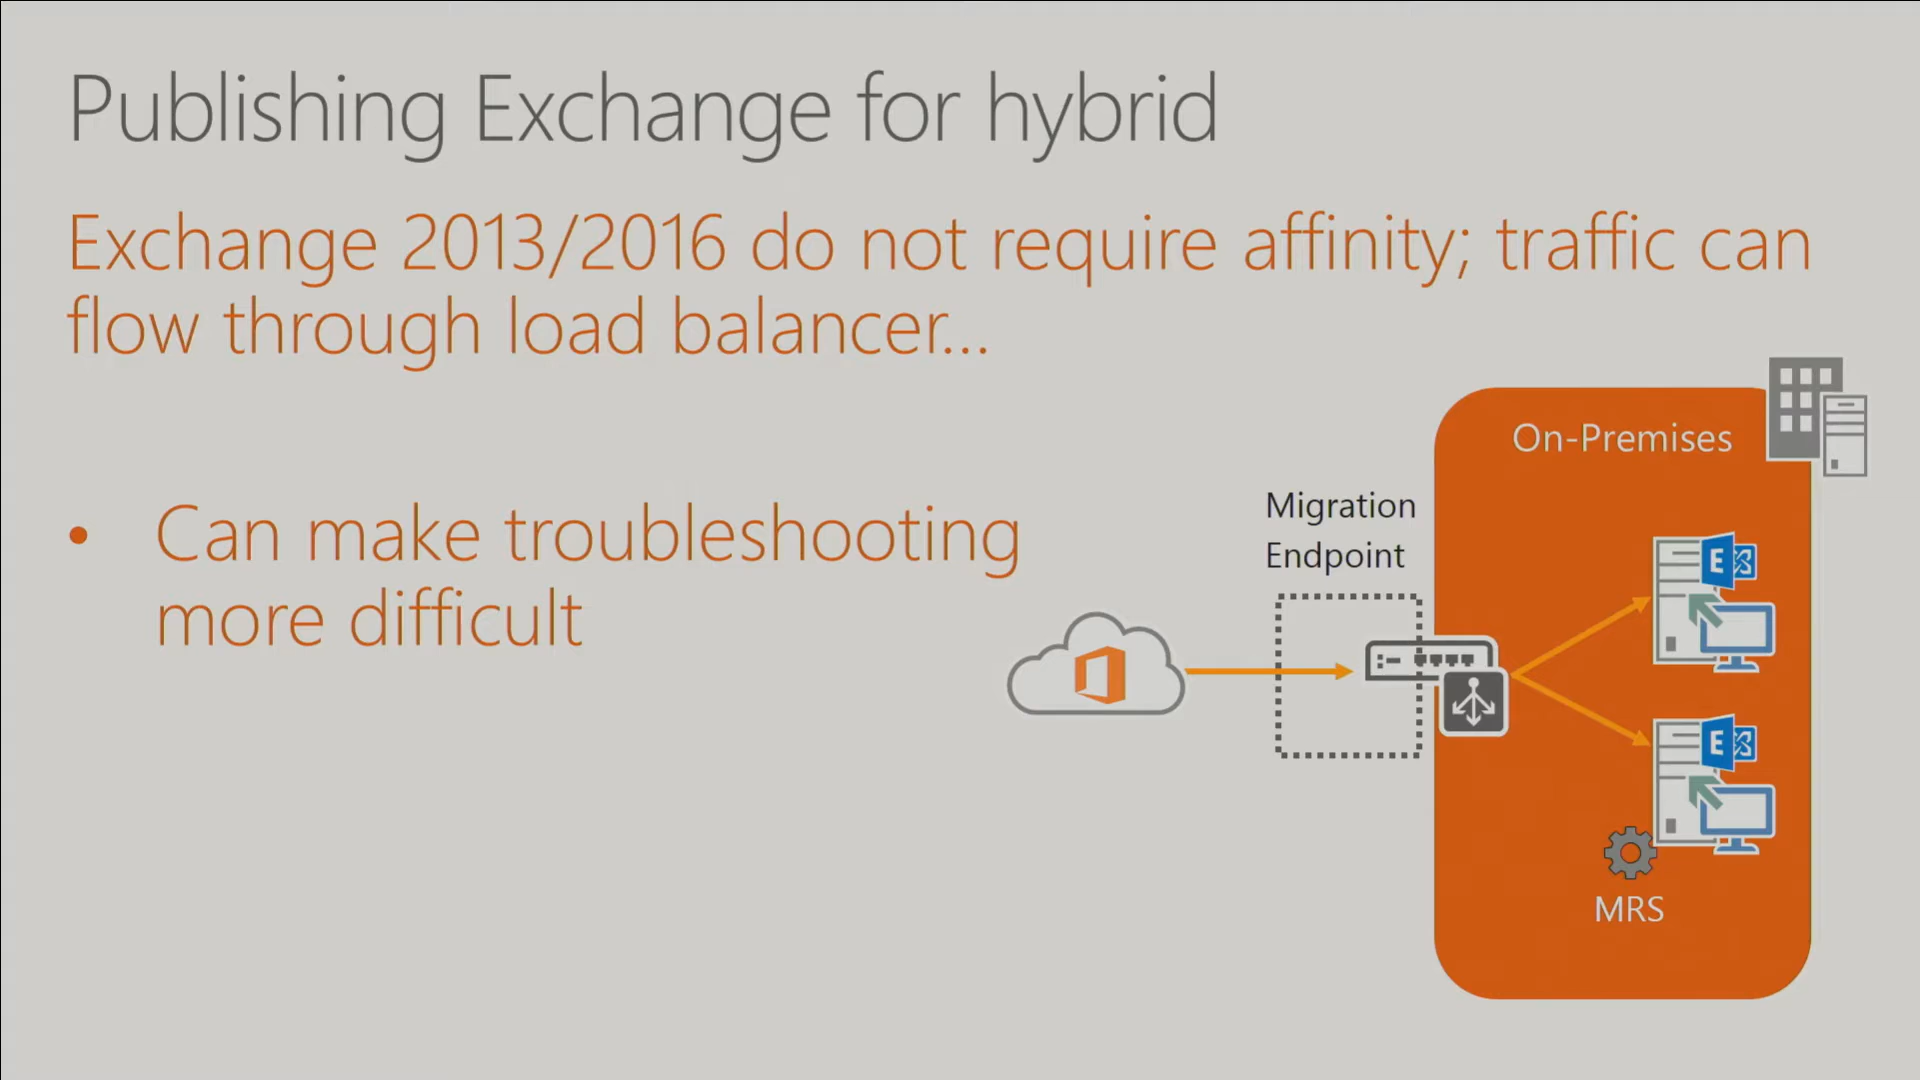 Publishing Exchange for hybrid
Exchange 2013/2016 do not require affinity; traffic can
flow through load balancer...
• Can make troubleshooting
more difficult
On-Premises
Migration
Endpoint
E
E
MRS